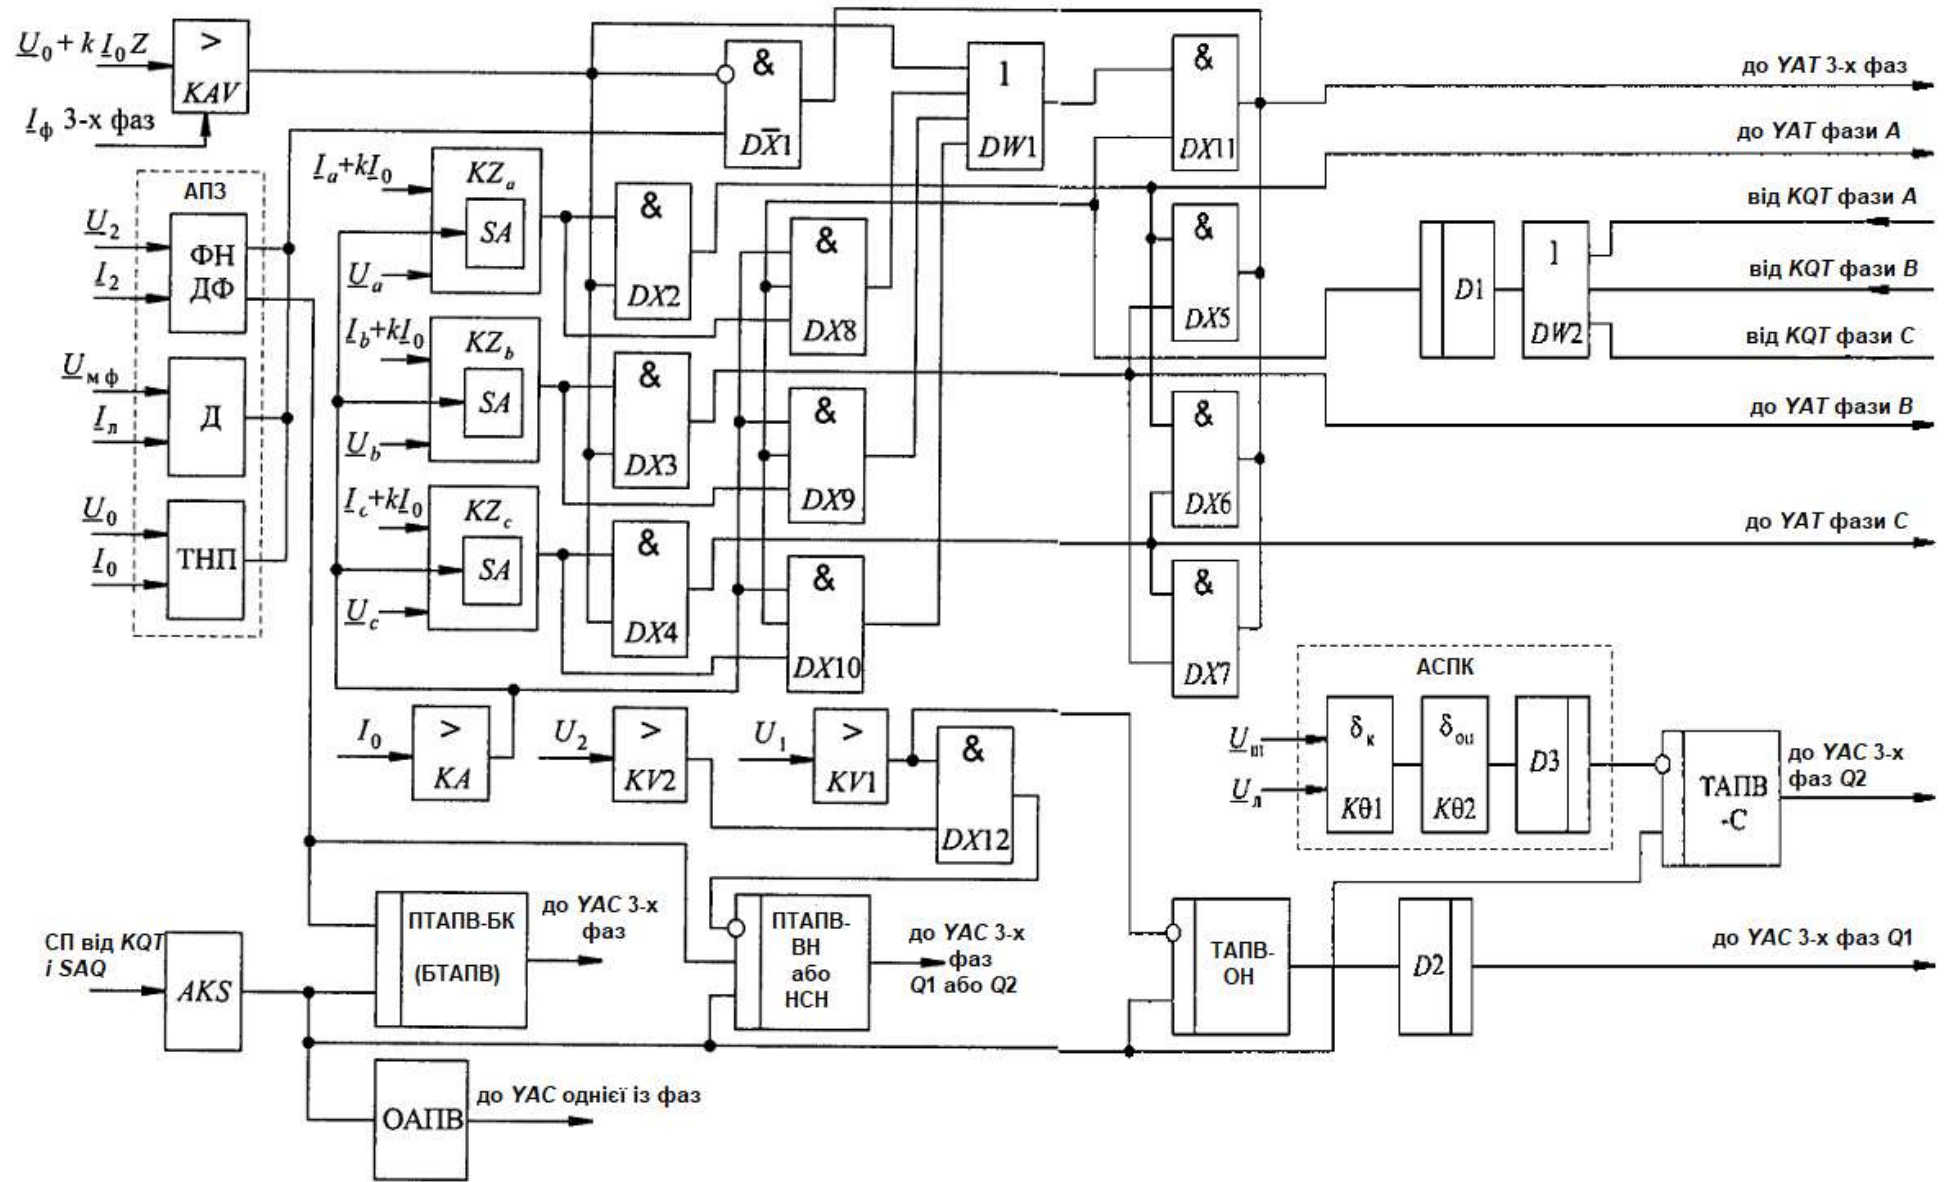 U₀ + k I₀Z
>
KAV
Iф 3-х фаз
&
DX̅1
1
DW1
&
DX11
до YAT 3-х фаз
до YAT фази A
від KQT фази A
від KQT фази B
від KQT фази C
до YAT фази B
до YAT фази C
АПЗ
U₂
I₂
ФН
ДФ
Uмф
Iл
Д
U₀
I₀
ТНП
Ia+kI₀
KZa
SA
Ua
Ib+kI₀
KZb
SA
Ub
Ic+kI₀
KZc
SA
Uc
&
DX2
&
DX3
&
DX4
&
DX8
&
DX9
&
DX10
&
DX5
&
DX6
&
DX7
D1
1
DW2
I₀
>
KA
U₂
>
KV2
U₁
>
KV1
&
DX12
АСПК
Uш
Uл
δк
Kθ1
δоц
Kθ2
D3
ТАПВ
-С
до YAC 3-х
фаз Q2
СП від KQT
і SAQ
AKS
ПТАПВ-БК
(БТАПВ)
до YAC 3-х
фаз
ПТАПВ-
ВН
або
НСН
до YAC 3-х
фаз
Q1 або Q2
ТАПВ-
ОН
D2
до YAC 3-х фаз Q1
ОАПВ
до YAC однієї із фаз